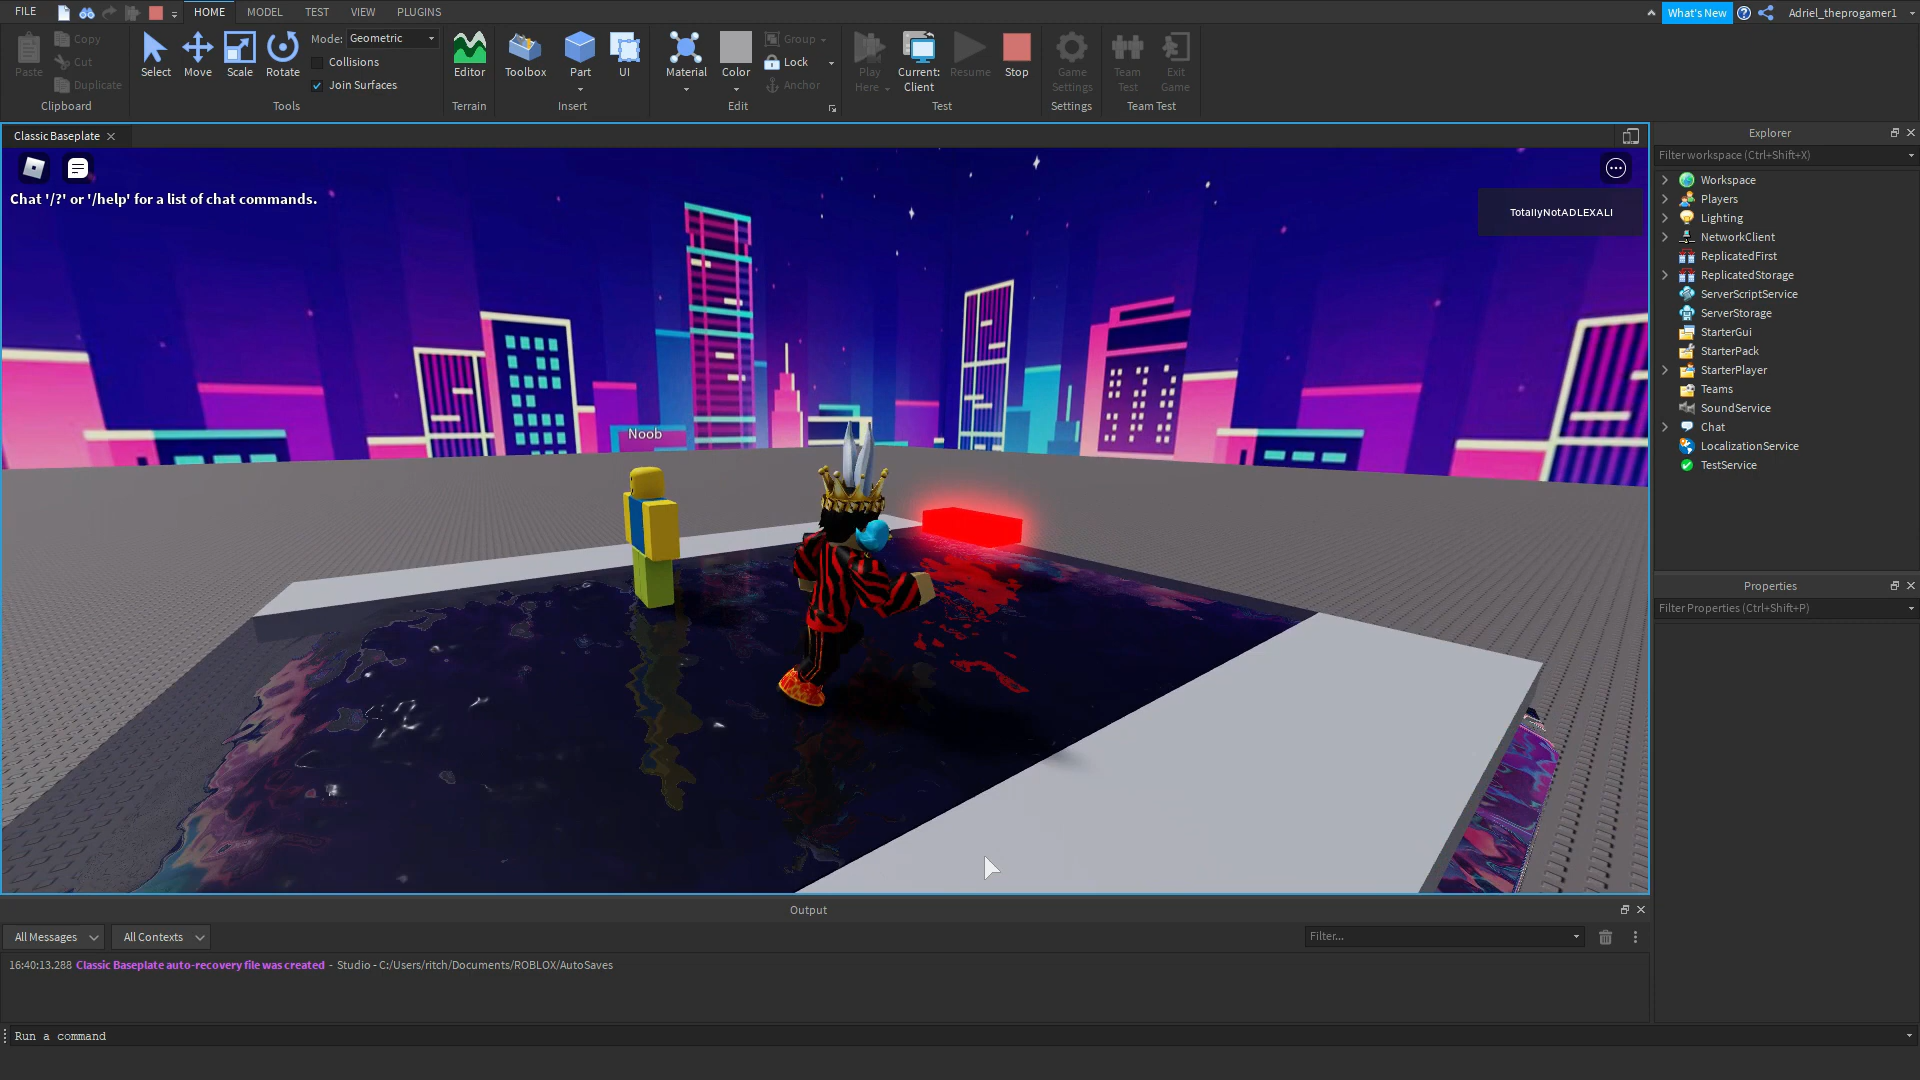 FILE HOME MODEL TEST VIEW PLUGINS What's New Adriel_theprogamer1
Paste Copy Cut Duplicate
Clipboard
Select Move Scale Rotate
Mode: Geometric
Collisions
Join Surfaces
Tools
Editor
Terrain
Toolbox Part UI
Insert
Material Color Group Lock Anchor
Edit
Play Here Current: Client Resume Stop
Test
Game Settings
Settings
Team Test Exit Game
Team Test
Classic Baseplate
Chat '/?' or '/help' for a list of chat commands.
TotallyNotADLEXALI
Noob
Explorer
Filter workspace (Ctrl+Shift+X)
Workspace
Players
Lighting
NetworkClient
ReplicatedFirst
ReplicatedStorage
ServerScriptService
ServerStorage
StarterGui
StarterPack
StarterPlayer
Teams
SoundService
Chat
LocalizationService
TestService
Properties
Filter Properties (Ctrl+Shift+P)
Output
All Messages All Contexts Filter...
16:40:13.288 Classic Baseplate auto-recovery file was created - Studio - C:/Users/ritch/Documents/ROBLOX/AutoSaves
Run a command